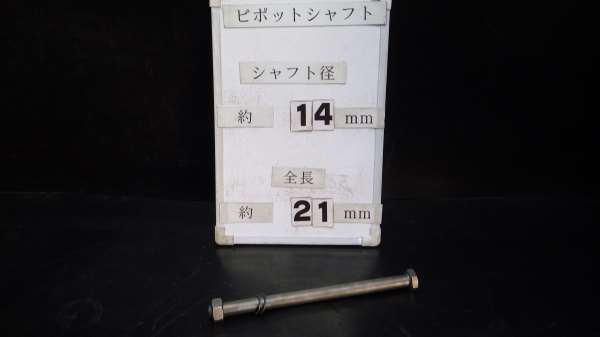 ピボットシャフト
シャフト径
約 14 mm
全長
約 21 mm